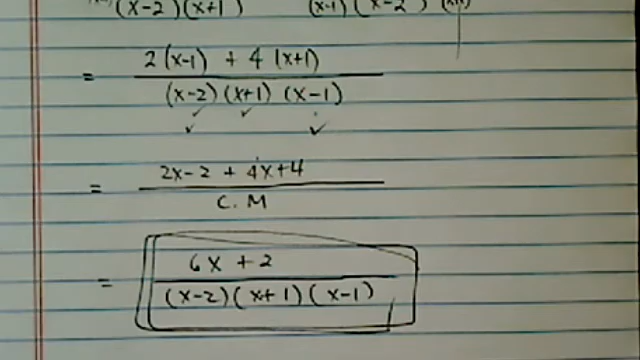 (x-2)(x+1) (x-1)(x-2)
2(x-1) + 4(x+1)
=
(x-2)(x+1)(x-1)
2x-2 + 4x+4
=
C.M
6x + 2
=
(x-2)(x+1)(x-1)